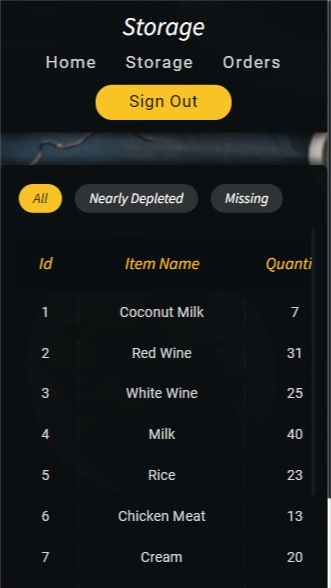 Storage
Home Storage Orders
Sign Out
All Nearly Depleted Missing
Id Item Name Quanti
1 Coconut Milk 7
2 Red Wine 31
3 White Wine 25
4 Milk 40
5 Rice 23
6 Chicken Meat 13
7 Cream 20